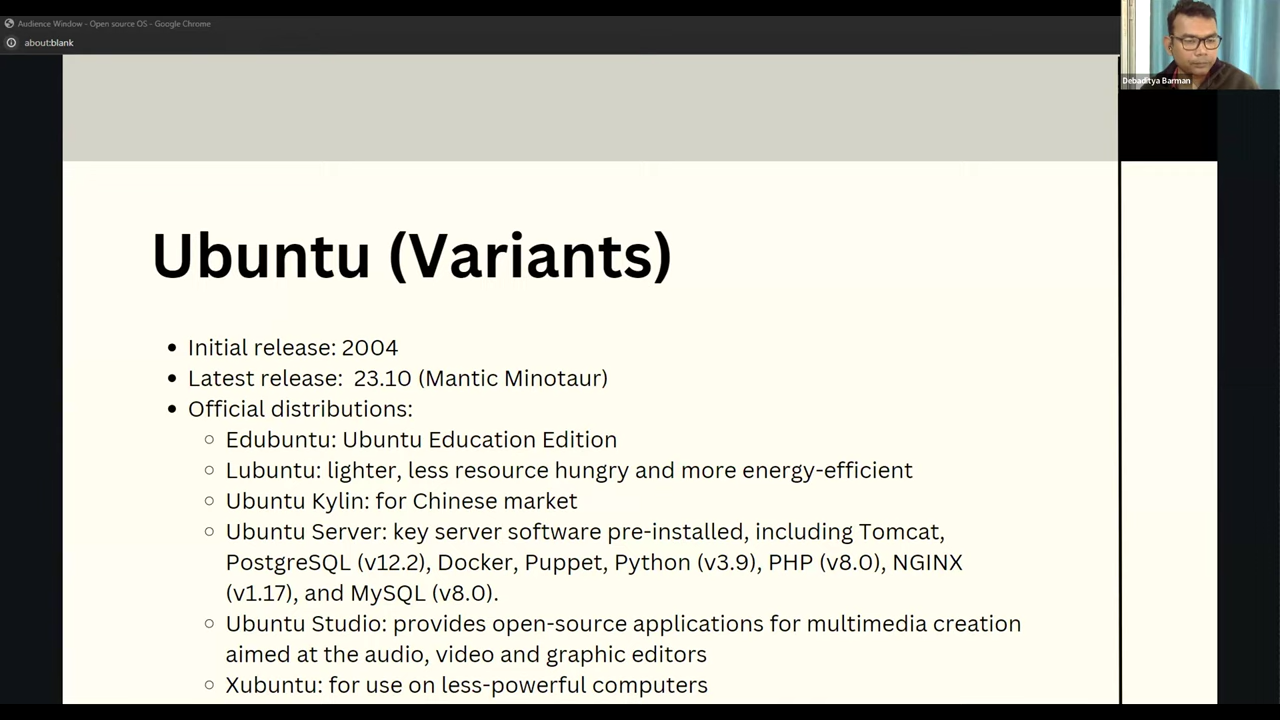 Audience Window - Open source OS - Google Chrome
about:blank
Debaditya Barman
Ubuntu (Variants)
Initial release: 2004
Latest release: 23.10 (Mantic Minotaur)
Official distributions:
Edubuntu: Ubuntu Education Edition
Lubuntu: lighter, less resource hungry and more energy-efficient
Ubuntu Kylin: for Chinese market
Ubuntu Server: key server software pre-installed, including Tomcat,
PostgreSQL (v12.2), Docker, Puppet, Python (v3.9), PHP (v8.0), NGINX
(v1.17), and MySQL (v8.0).
Ubuntu Studio: provides open-source applications for multimedia creation
aimed at the audio, video and graphic editors
Xubuntu: for use on less-powerful computers